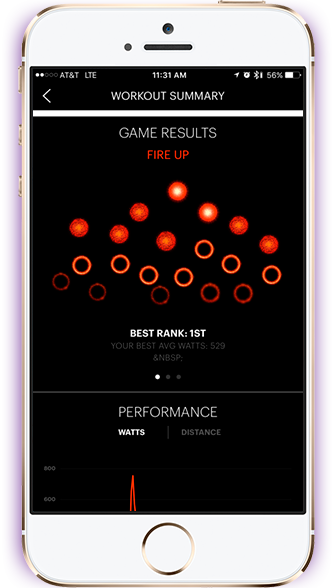 AT&T LTE 11:31 AM 56%
WORKOUT SUMMARY
GAME RESULTS
FIRE UP
BEST RANK: 1ST
YOUR BEST AVG WATTS: 529
&NBSP;
PERFORMANCE
WATTS | DISTANCE
800
600